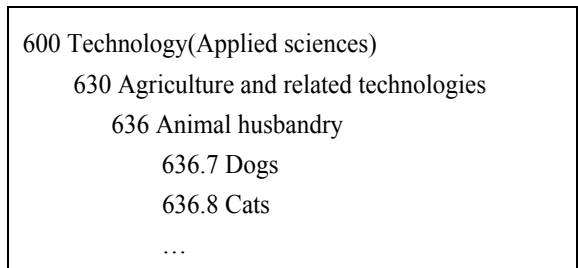 600 Technology(Applied sciences)
630 Agriculture and related technologies
636 Animal husbandry
636.7 Dogs
636.8 Cats
…